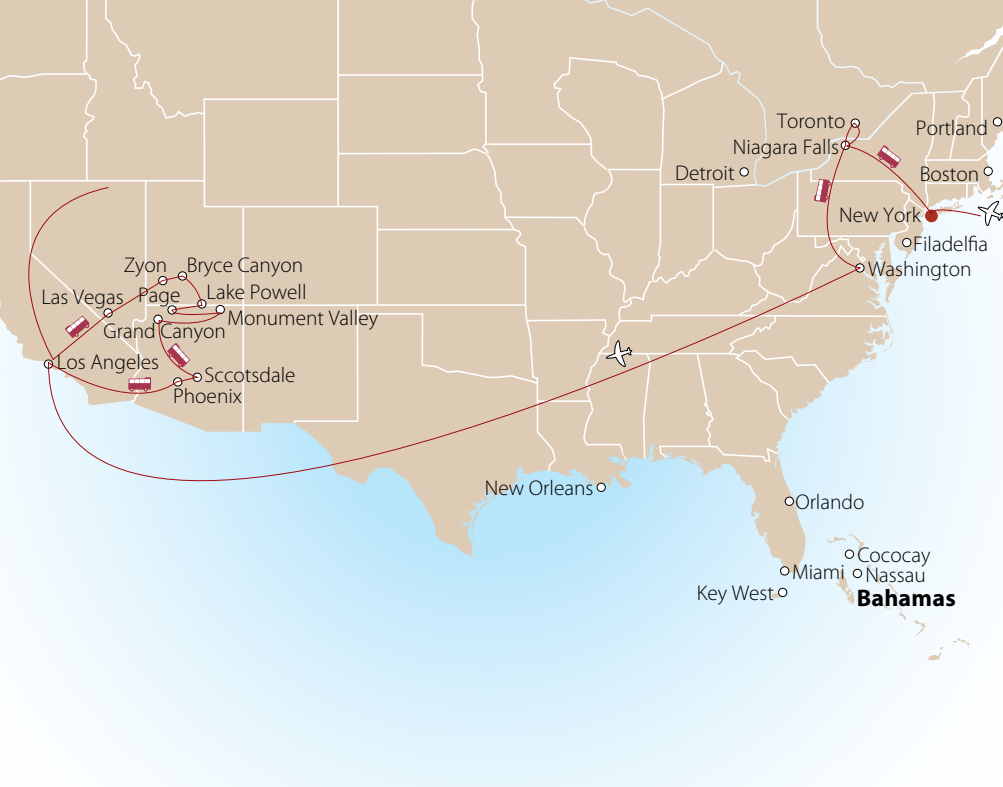 Toronto
Portland
Niagara Falls
Detroit
Boston
New York
Filadelfia
Washington
Zyon
Bryce Canyon
Las Vegas
Page
Lake Powell
Monument Valley
Grand Canyon
Los Angeles
Sccotsdale
Phoenix
New Orleans
Orlando
Cococay
Miami
Nassau
Key West
Bahamas